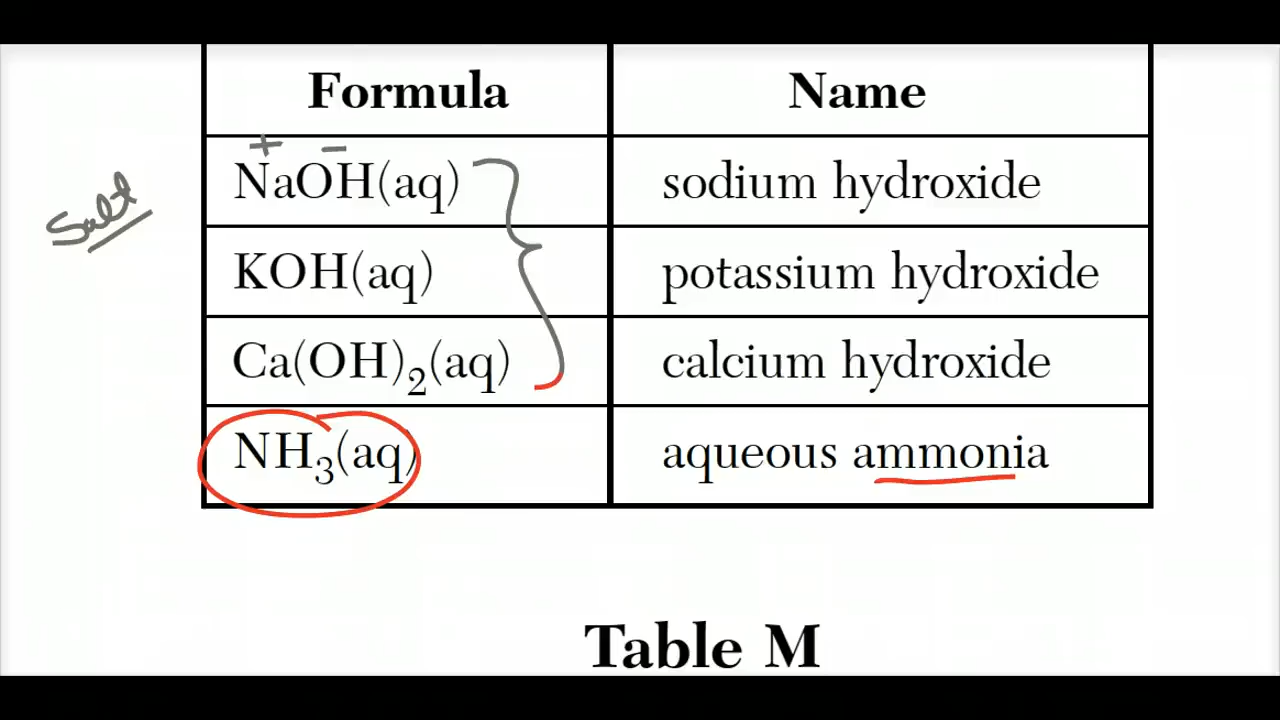 Formula Name
+ −
NaOH(aq) sodium hydroxide
Salt
KOH(aq) potassium hydroxide
Ca(OH)₂(aq) calcium hydroxide
NH₃(aq) aqueous ammonia
Table M